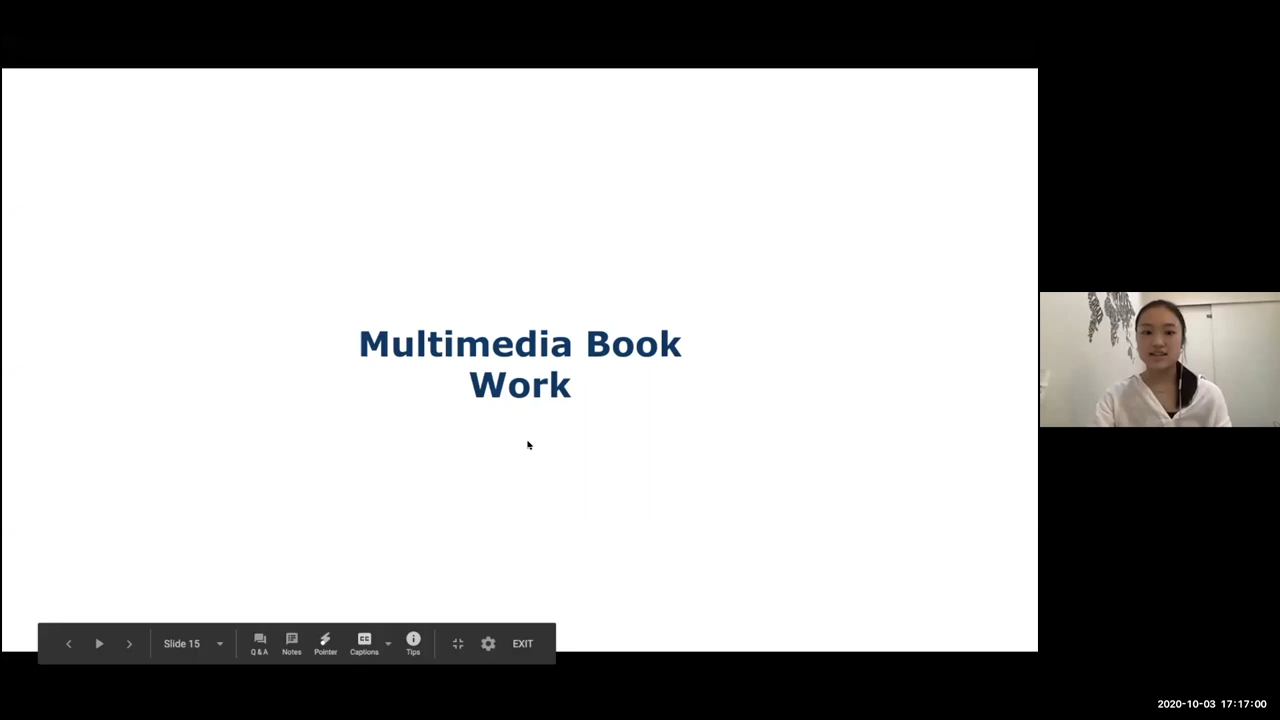 Multimedia Book
Work
Slide 15
Q & A
Notes
Pointer
Captions
Tips
EXIT
2020-10-03 17:17:00